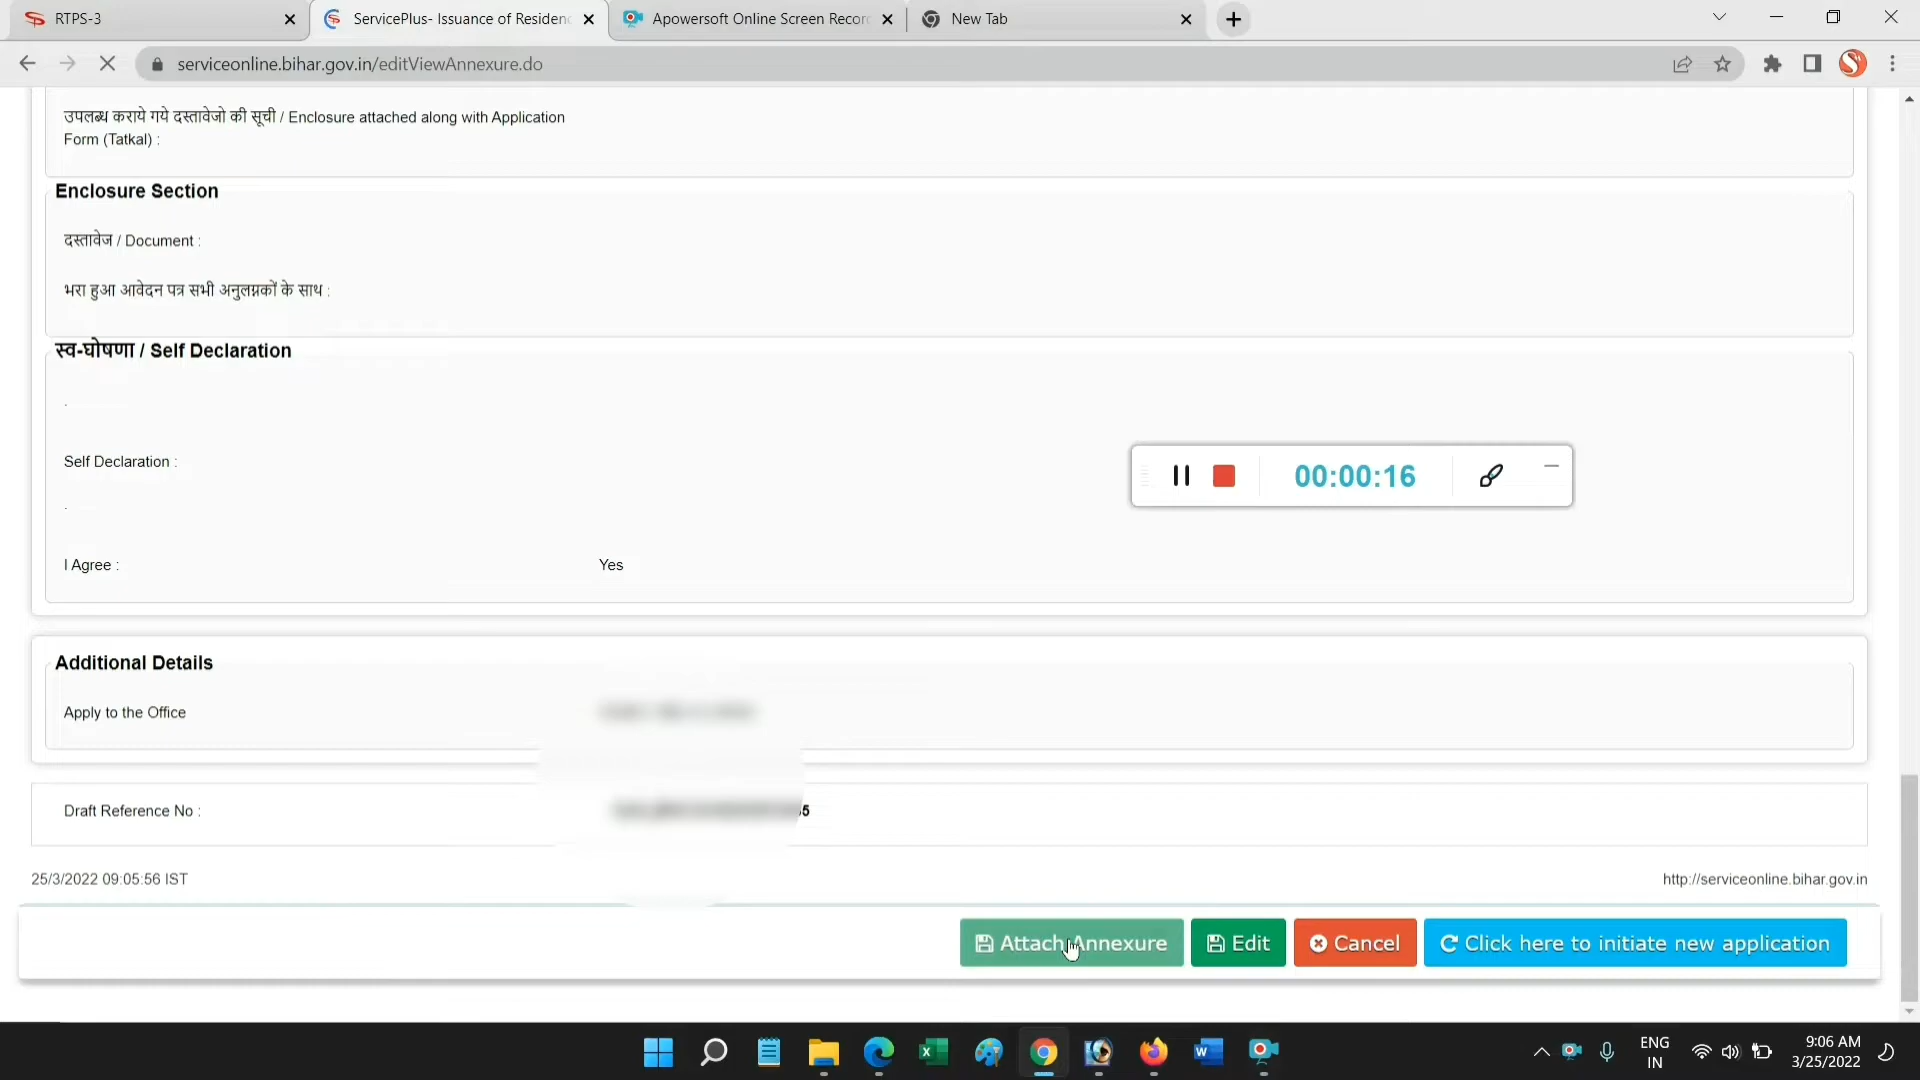 RTPS-3
ServicePlus- Issuance of Residen
Apowersoft Online Screen Recor
New Tab
serviceonline.bihar.gov.in/editViewAnnexure.do
उपलब्ध कराये गये दस्तावेजो की सूची / Enclosure attached along with Application
Form (Tatkal) :
Enclosure Section
दस्तावेज / Document :
भरा हुआ आवेदन पत्र सभी अनुलग्नकों के साथ :
स्व-घोषणा / Self Declaration
.
Self Declaration :
.
00:00:16
I Agree : Yes
Additional Details
Apply to the Office
Draft Reference No : 5
25/3/2022 09:05:56 IST http://serviceonline.bihar.gov.in
Attach Annexure Edit Cancel Click here to initiate new application
ENG 9:06 AM
IN 3/25/2022